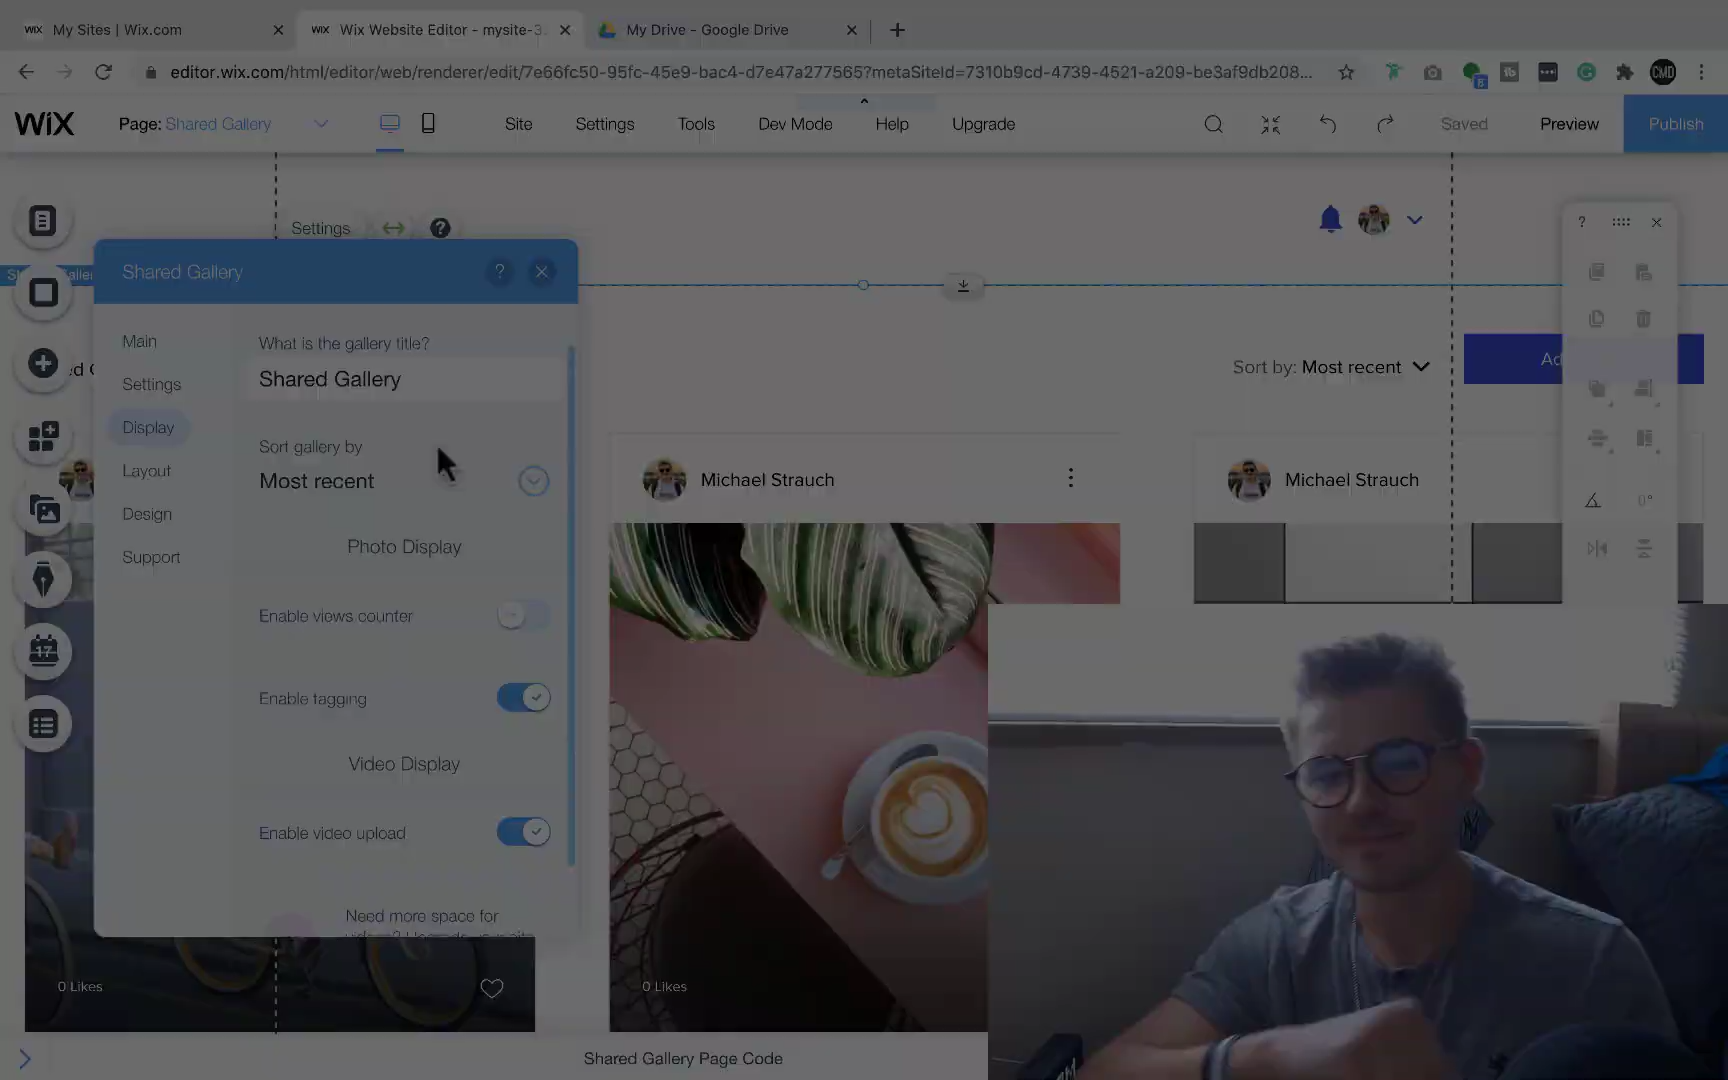 WiX My Sites | Wix.com
WiX Wix Website Editor - mysite-3
My Drive - Google Drive
editor.wix.com/html/editor/web/renderer/edit/7e66fc50-95fc-45e9-bac4-d7e47a277565?metaSiteId=7310b9cd-4739-4521-a209-be3af9db208...
CMD
WiX
Page: Shared Gallery
Site
Settings
Tools
Dev Mode
Help
Upgrade
Saved
Preview
Publish
Settings
Shared Gallery
Main
Settings
Display
Layout
Design
Support
What is the gallery title?
Shared Gallery
Sort gallery by
Most recent
Photo Display
Enable views counter
Enable tagging
Video Display
Enable video upload
Need more space for
Sort by: Most recent
Michael Strauch
Michael Strauch
0°
17
0 Likes
0 Likes
Shared Gallery Page Code